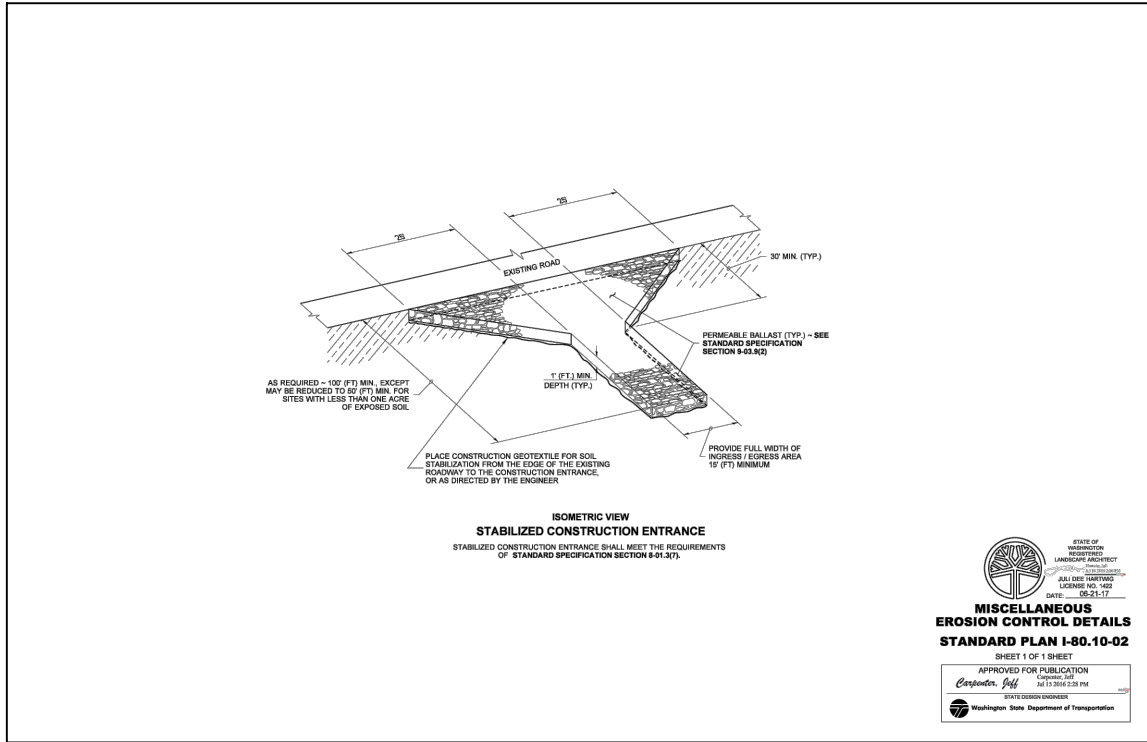 25'
25'
EXISTING ROAD
30' MIN. (TYP.)
PERMEABLE BALLAST (TYP.) ~ SEE
STANDARD SPECIFICATION
SECTION 9-03.9(2)
1' (FT.) MIN.
DEPTH (TYP.)
AS REQUIRED ~ 100' (FT) MIN., EXCEPT
MAY BE REDUCED TO 50' (FT) MIN. FOR
SITES WITH LESS THAN ONE ACRE
OF EXPOSED SOIL
PROVIDE FULL WIDTH OF
INGRESS / EGRESS AREA
15' (FT) MINIMUM
PLACE CONSTRUCTION GEOTEXTILE FOR SOIL
STABILIZATION FROM THE EDGE OF THE EXISTING
ROADWAY TO THE CONSTRUCTION ENTRANCE,
OR AS DIRECTED BY THE ENGINEER
ISOMETRIC VIEW
STABILIZED CONSTRUCTION ENTRANCE
STABILIZED CONSTRUCTION ENTRANCE SHALL MEET THE REQUIREMENTS
OF STANDARD SPECIFICATION SECTION 8-01.3(7).
STATE OF
WASHINGTON
REGISTERED
LANDSCAPE ARCHITECT
JULI DEE HARTWIG
LICENSE NO. 1422
DATE: 06-21-17
MISCELLANEOUS
EROSION CONTROL DETAILS
STANDARD PLAN I-80.10-02
SHEET 1 OF 1 SHEET
APPROVED FOR PUBLICATION
Carpenter, Jeff
Carpenter, Jeff
Jul 15 2016 2:28 PM
STATE DESIGN ENGINEER
Washington State Department of Transportation